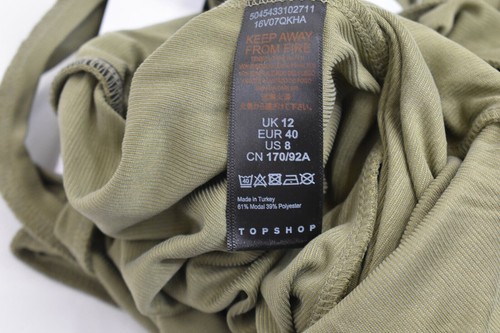 5045433102711
16V07QKHA
KEEP AWAY
FROM FIRE
UK 12
EUR 40
US 8
CN 170/92A
40
Made in Turkey
61% Modal 39% Polyester
TOPSHOP